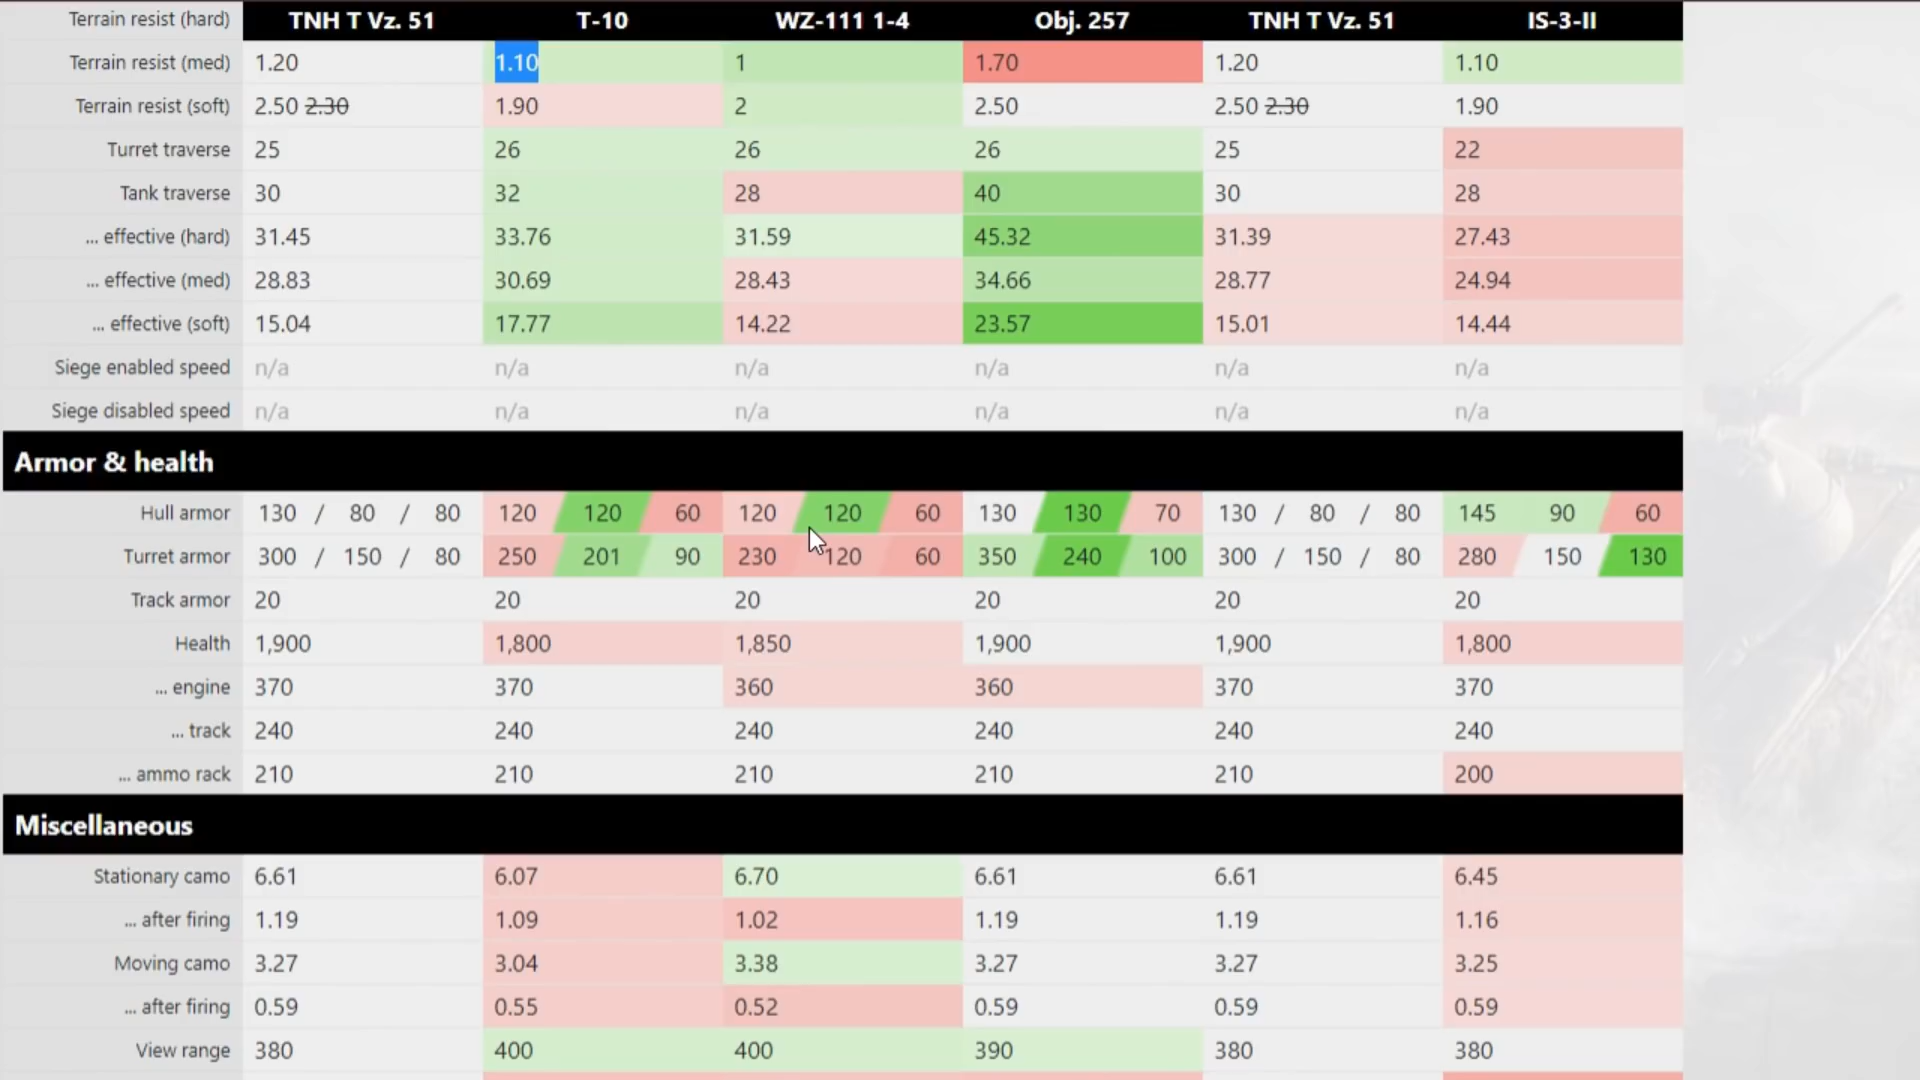 Terrain resist (hard) TNH T Vz. 51 T-10 WZ-111 1-4 Obj. 257 TNH T Vz. 51 IS-3-II
Terrain resist (med) 1.20 1.10 1 1.70 1.20 1.10
Terrain resist (soft) 2.50 2.30 1.90 2 2.50 2.50 2.30 1.90
Turret traverse 25 26 26 26 25 22
Tank traverse 30 32 28 40 30 28
... effective (hard) 31.45 33.76 31.59 45.32 31.39 27.43
... effective (med) 28.83 30.69 28.43 34.66 28.77 24.94
... effective (soft) 15.04 17.77 14.22 23.57 15.01 14.44
Siege enabled speed n/a n/a n/a n/a n/a n/a
Siege disabled speed n/a n/a n/a n/a n/a n/a
Armor & health
Hull armor 130 / 80 / 80 120 120 60 120 120 60 130 130 70 130 / 80 / 80 145 90 60
Turret armor 300 / 150 / 80 250 201 90 230 120 60 350 240 100 300 / 150 / 80 280 150 130
Track armor 20 20 20 20 20 20
Health 1,900 1,800 1,850 1,900 1,900 1,800
... engine 370 370 360 360 370 370
... track 240 240 240 240 240 240
... ammo rack 210 210 210 210 210 200
Miscellaneous
Stationary camo 6.61 6.07 6.70 6.61 6.61 6.45
... after firing 1.19 1.09 1.02 1.19 1.19 1.16
Moving camo 3.27 3.04 3.38 3.27 3.27 3.25
... after firing 0.59 0.55 0.52 0.59 0.59 0.59
View range 380 400 400 390 380 380